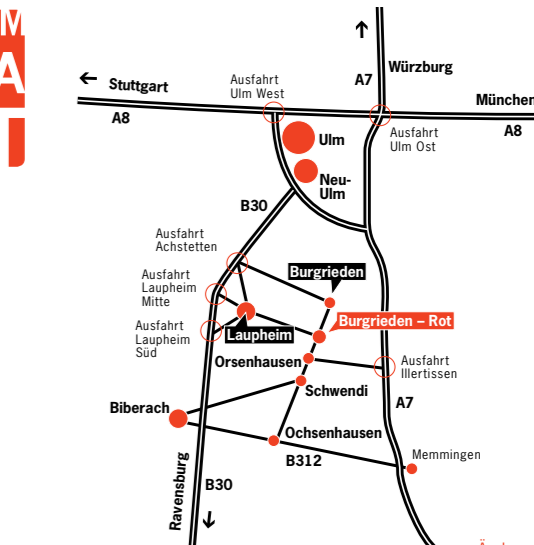 M
A
Stuttgart
A8
Ausfahrt
Ulm West
A7
Würzburg
München
A8
Ausfahrt
Ulm Ost
Ulm
Neu-
Ulm
B30
Ausfahrt
Achstetten
Ausfahrt
Laupheim
Mitte
Ausfahrt
Laupheim
Süd
Burgrieden
Laupheim
Burgrieden – Rot
Orsenhausen
Ausfahrt
Illertissen
Schwendi
A7
Biberach
Ochsenhausen
B312
Memmingen
Ravensburg
B30